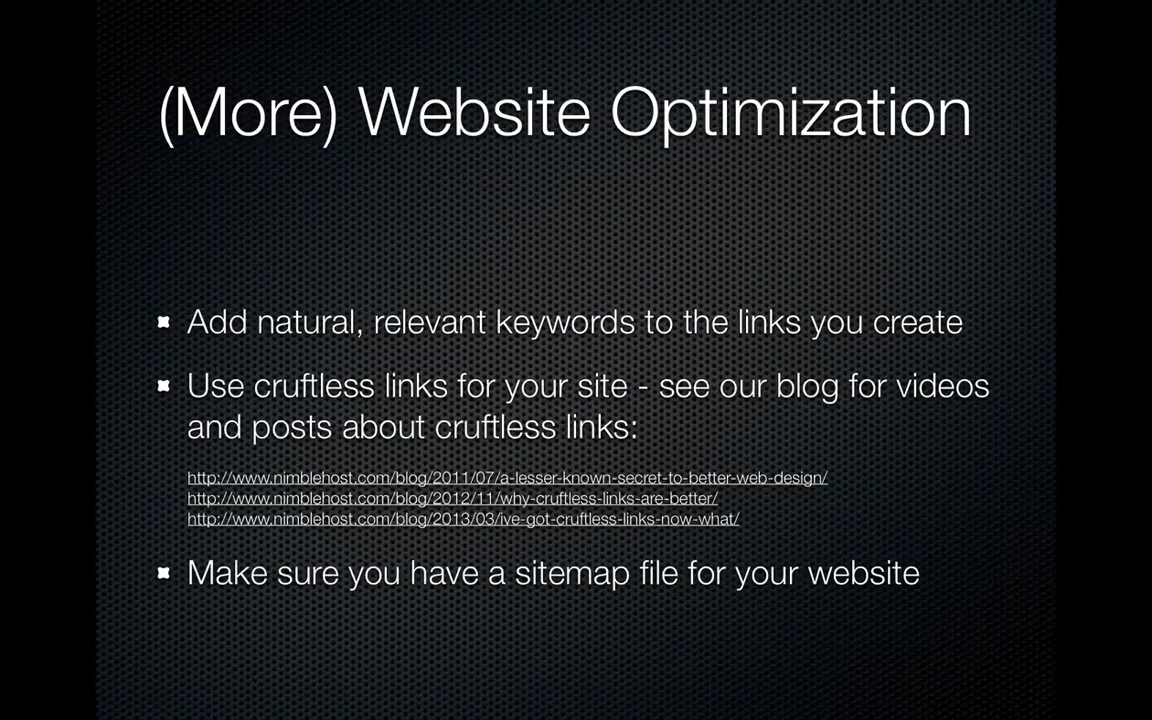 (More) Website Optimization
Add natural, relevant keywords to the links you create
Use cruftless links for your site - see our blog for videos
and posts about cruftless links:
http://www.nimblehost.com/blog/2011/07/a-lesser-known-secret-to-better-web-design/
http://www.nimblehost.com/blog/2012/11/why-cruftless-links-are-better/
http://www.nimblehost.com/blog/2013/03/ive-got-cruftless-links-now-what/
Make sure you have a sitemap file for your website